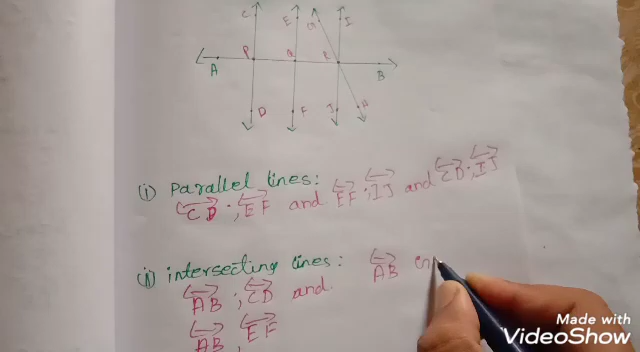 C E G I
P Q R
A B
D F J H
(i) Parallel lines:
CD ; EF and EF ; IJ and CD ; IJ
(ii) intersecting lines:
AB ; CD and AB
AB ; EF
Made with
VideoShow